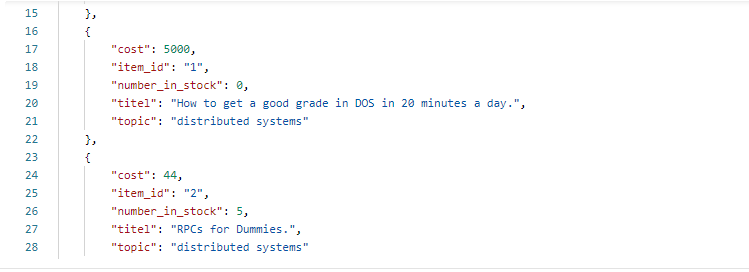 15 },
16 {
17 "cost": 5000,
18 "item_id": "1",
19 "number_in_stock": 0,
20 "titel": "How to get a good grade in DOS in 20 minutes a day.",
21 "topic": "distributed systems"
22 },
23 {
24 "cost": 44,
25 "item_id": "2",
26 "number_in_stock": 5,
27 "titel": "RPCs for Dummies.",
28 "topic": "distributed systems"